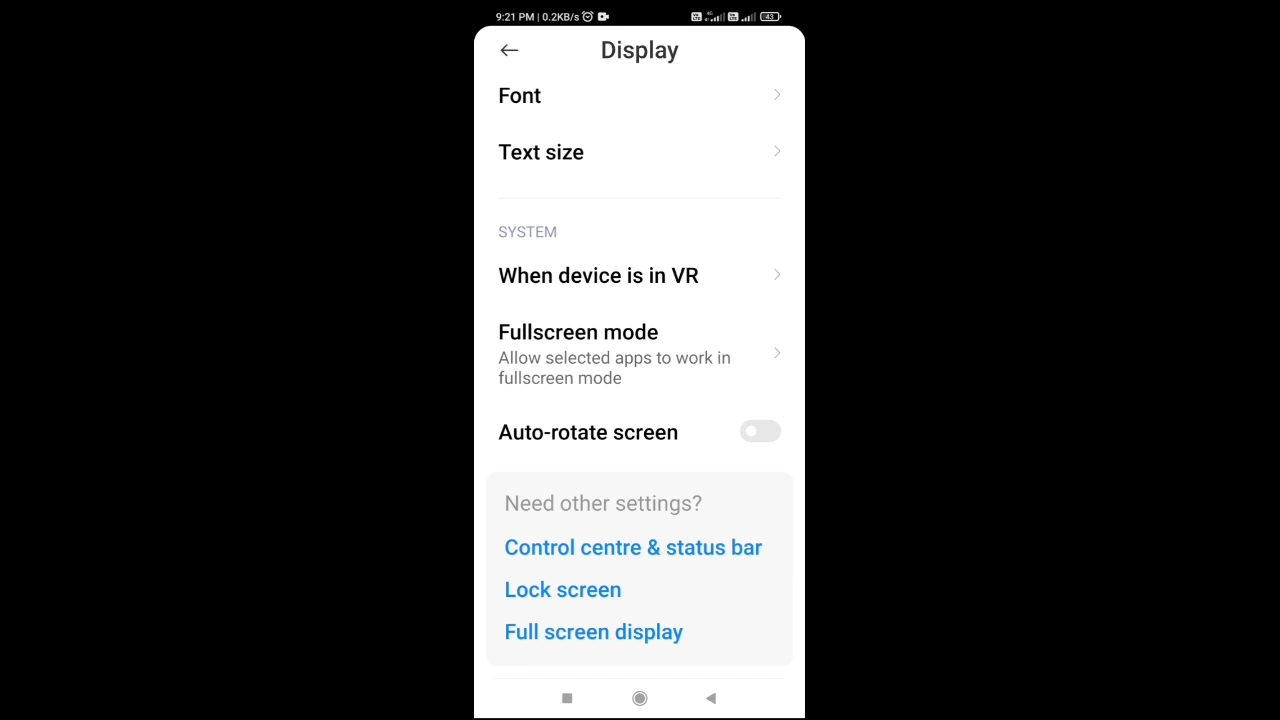 9:21 PM | 0.2KB/s 43
Display
Font
Text size
SYSTEM
When device is in VR
Fullscreen mode
Allow selected apps to work in
fullscreen mode
Auto-rotate screen
Need other settings?
Control centre & status bar
Lock screen
Full screen display